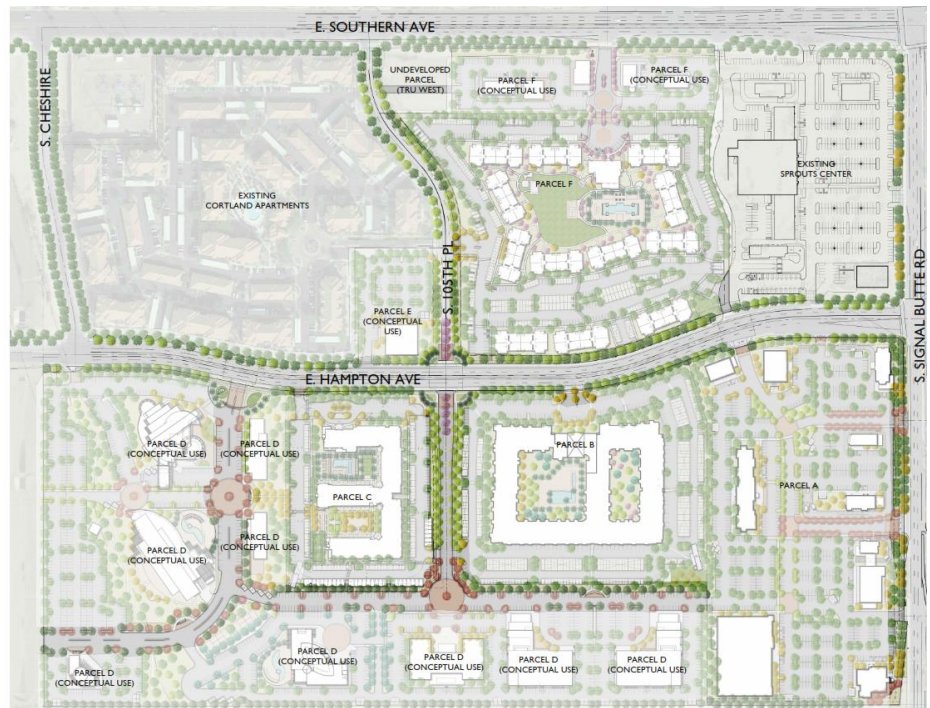 E. SOUTHERN AVE
S. CHESHIRE
UNDEVELOPED
PARCEL
(TRU WEST)
PARCEL F
(CONCEPTUAL USE)
PARCEL F
(CONCEPTUAL USE)
EXISTING
CORTLAND APARTMENTS
PARCEL F
EXISTING
SPROUTS CENTER
S. 105TH PL
S. SIGNAL BUTTE RD
PARCEL E
(CONCEPTUAL
USE)
E. HAMPTON AVE
PARCEL D
(CONCEPTUAL USE)
PARCEL D
(CONCEPTUAL USE)
PARCEL B
PARCEL C
PARCEL A
PARCEL D
(CONCEPTUAL USE)
PARCEL D
(CONCEPTUAL USE)
PARCEL D
(CONCEPTUAL USE)
PARCEL D
(CONCEPTUAL USE)
PARCEL D
(CONCEPTUAL USE)
PARCEL D
(CONCEPTUAL USE)
PARCEL D
(CONCEPTUAL USE)